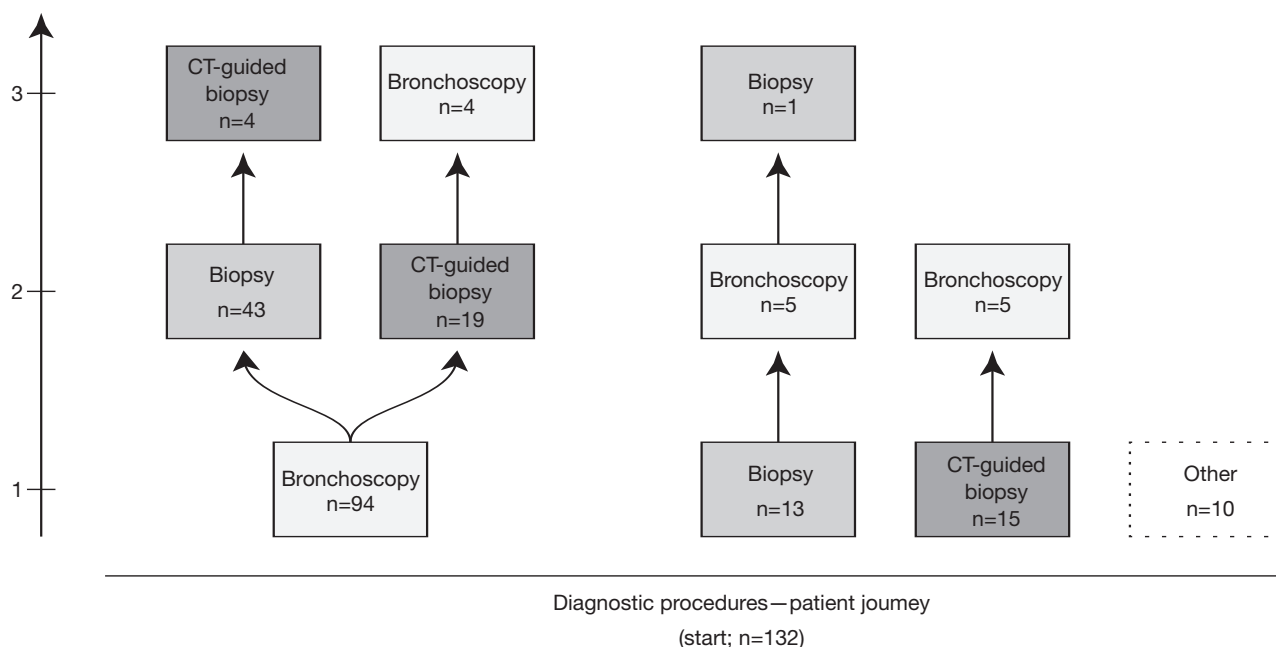 3
CT-guided
biopsy
n=4
Bronchoscopy
n=4
Biopsy
n=1
2
Biopsy
n=43
CT-guided
biopsy
n=19
Bronchoscopy
n=5
Bronchoscopy
n=5
1
Bronchoscopy
n=94
Biopsy
n=13
CT-guided
biopsy
n=15
Other
n=10
Diagnostic procedures—patient joumey
(start; n=132)